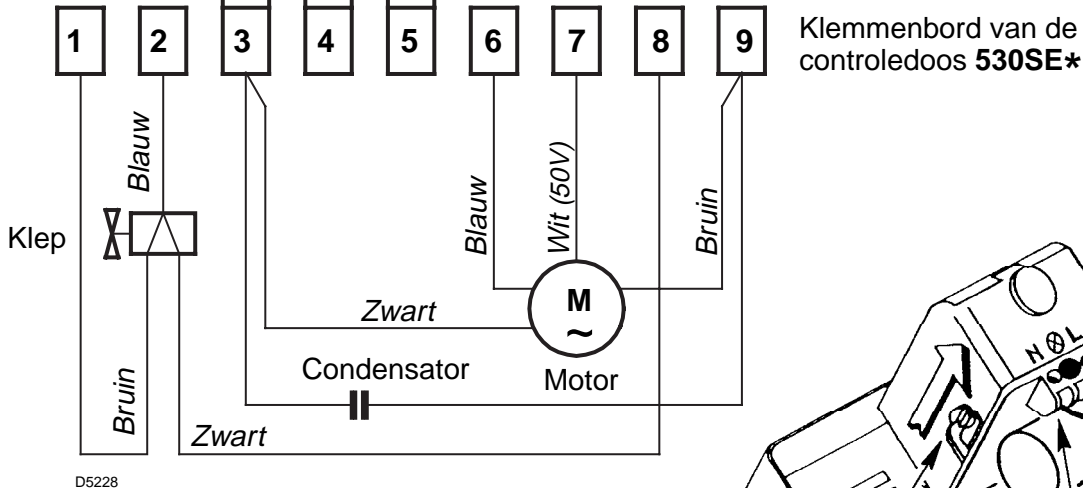 1 2 3 4 5 6 7 8 9
Klemmenbord van de
controledoos 530SE*
Blauw
Blauw
Wit (50V)
Bruin
Klep
M
~
Zwart
Condensator
Motor
Bruin
Zwart
N L
D5228